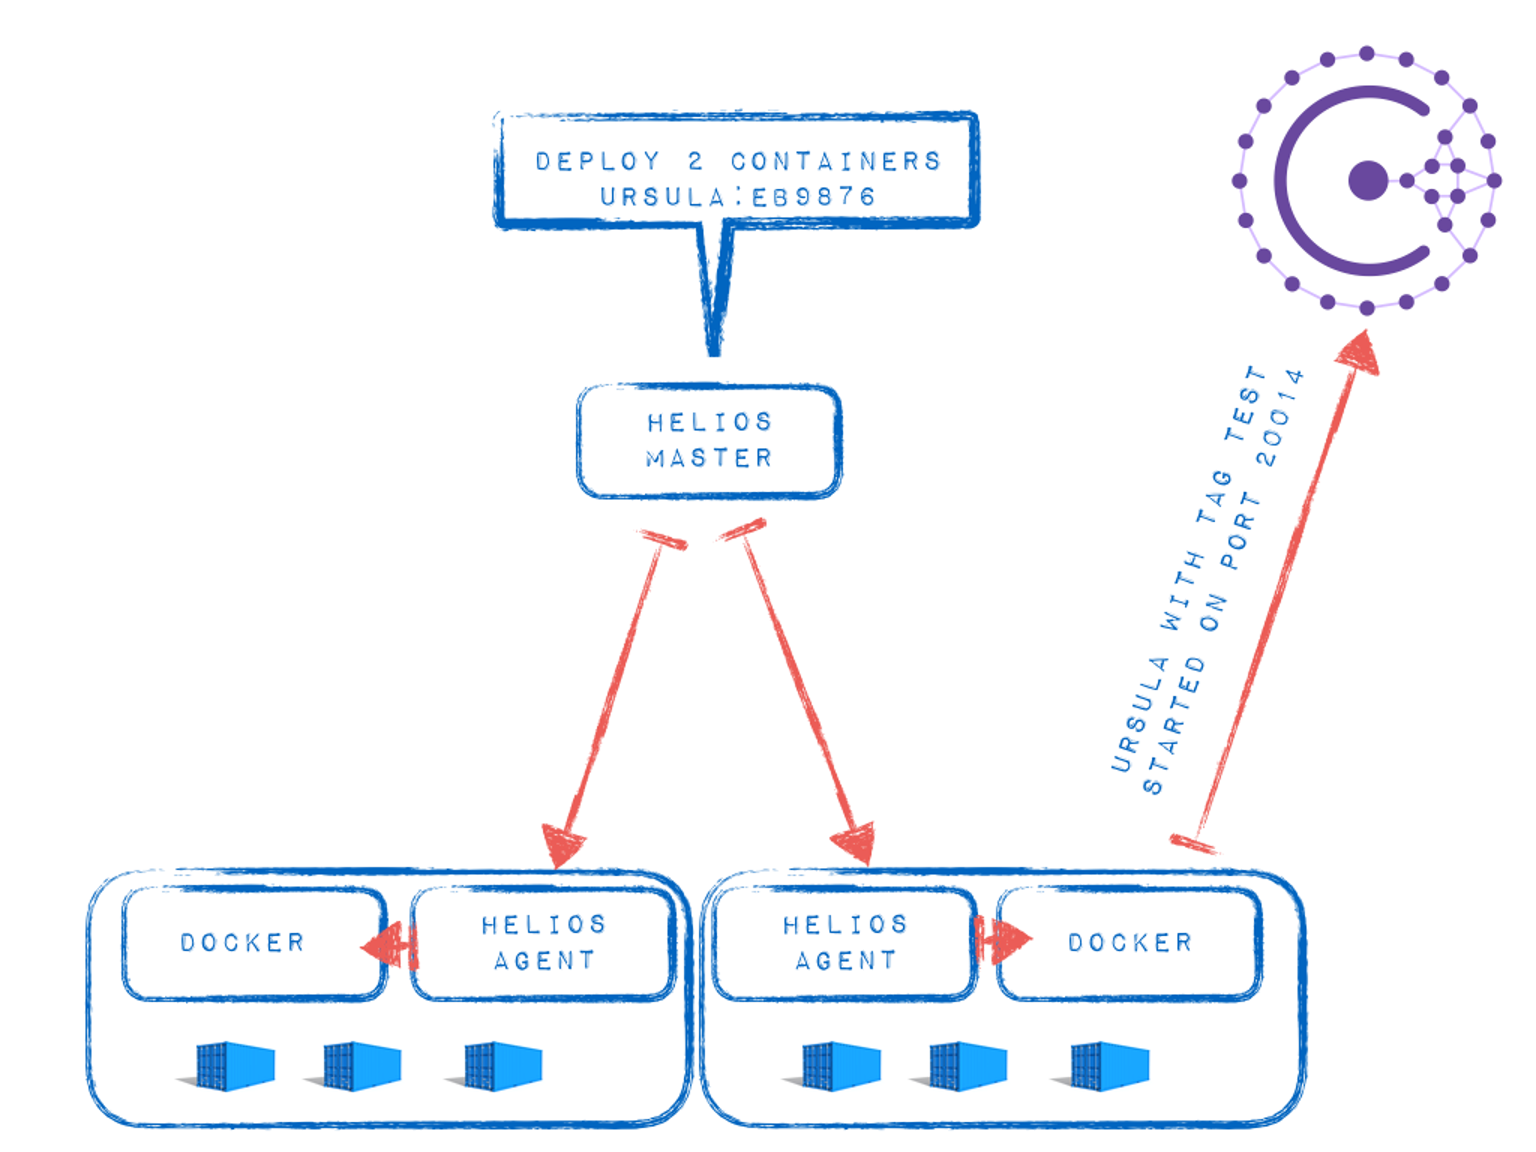 DEPLOY 2 CONTAINERS
URSULA:EB9876
HELIOS
MASTER
URSULA WITH TAG TEST
STARTED ON PORT 20014
DOCKER
HELIOS
AGENT
HELIOS
AGENT
DOCKER